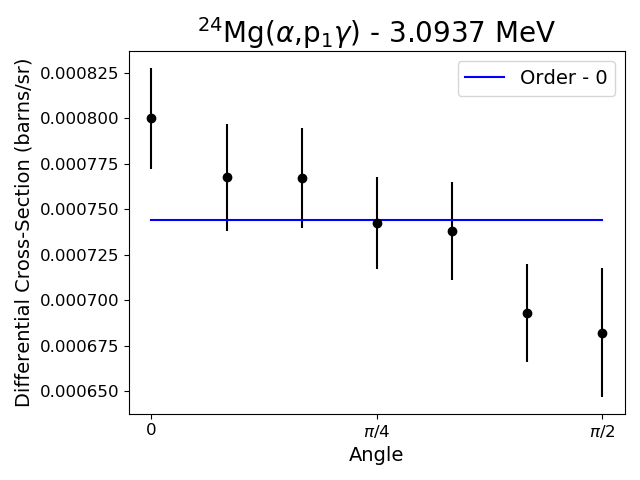 ²⁴Mg(α,p₁γ) - 3.0937 MeV
Order - 0
Differential Cross-Section (barns/sr)
0.000825
0.000800
0.000775
0.000750
0.000725
0.000700
0.000675
0.000650
0
π/4
π/2
Angle